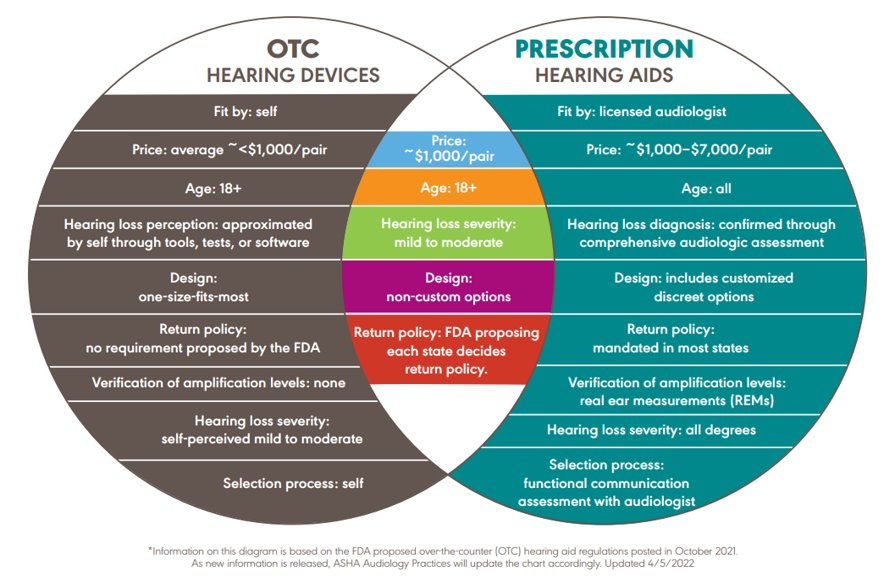 OTC
HEARING DEVICES
Fit by: self
Price: average ~<$1,000/pair
Age: 18+
Hearing loss perception: approximated
by self through tools, tests, or software
Design:
one-size-fits-most
Return policy:
no requirement proposed by the FDA
Verification of amplification levels: none
Hearing loss severity:
self-perceived mild to moderate
Selection process: self
Price:
~$1,000/pair
Age: 18+
Hearing loss severity:
mild to moderate
Design:
non-custom options
Return policy: FDA proposing
each state decides
return policy.
PRESCRIPTION
HEARING AIDS
Fit by: licensed audiologist
Price: ~$1,000–$7,000/pair
Age: all
Hearing loss diagnosis: confirmed through
comprehensive audiologic assessment
Design: includes customized
discreet options
Return policy:
mandated in most states
Verification of amplification levels:
real ear measurements (REMs)
Hearing loss severity: all degrees
Selection process:
functional communication
assessment with audiologist
*Information on this diagram is based on the FDA proposed over-the-counter (OTC) hearing aid regulations posted in October 2021.
As new information is released, ASHA Audiology Practices will update the chart accordingly. Updated 4/5/2022